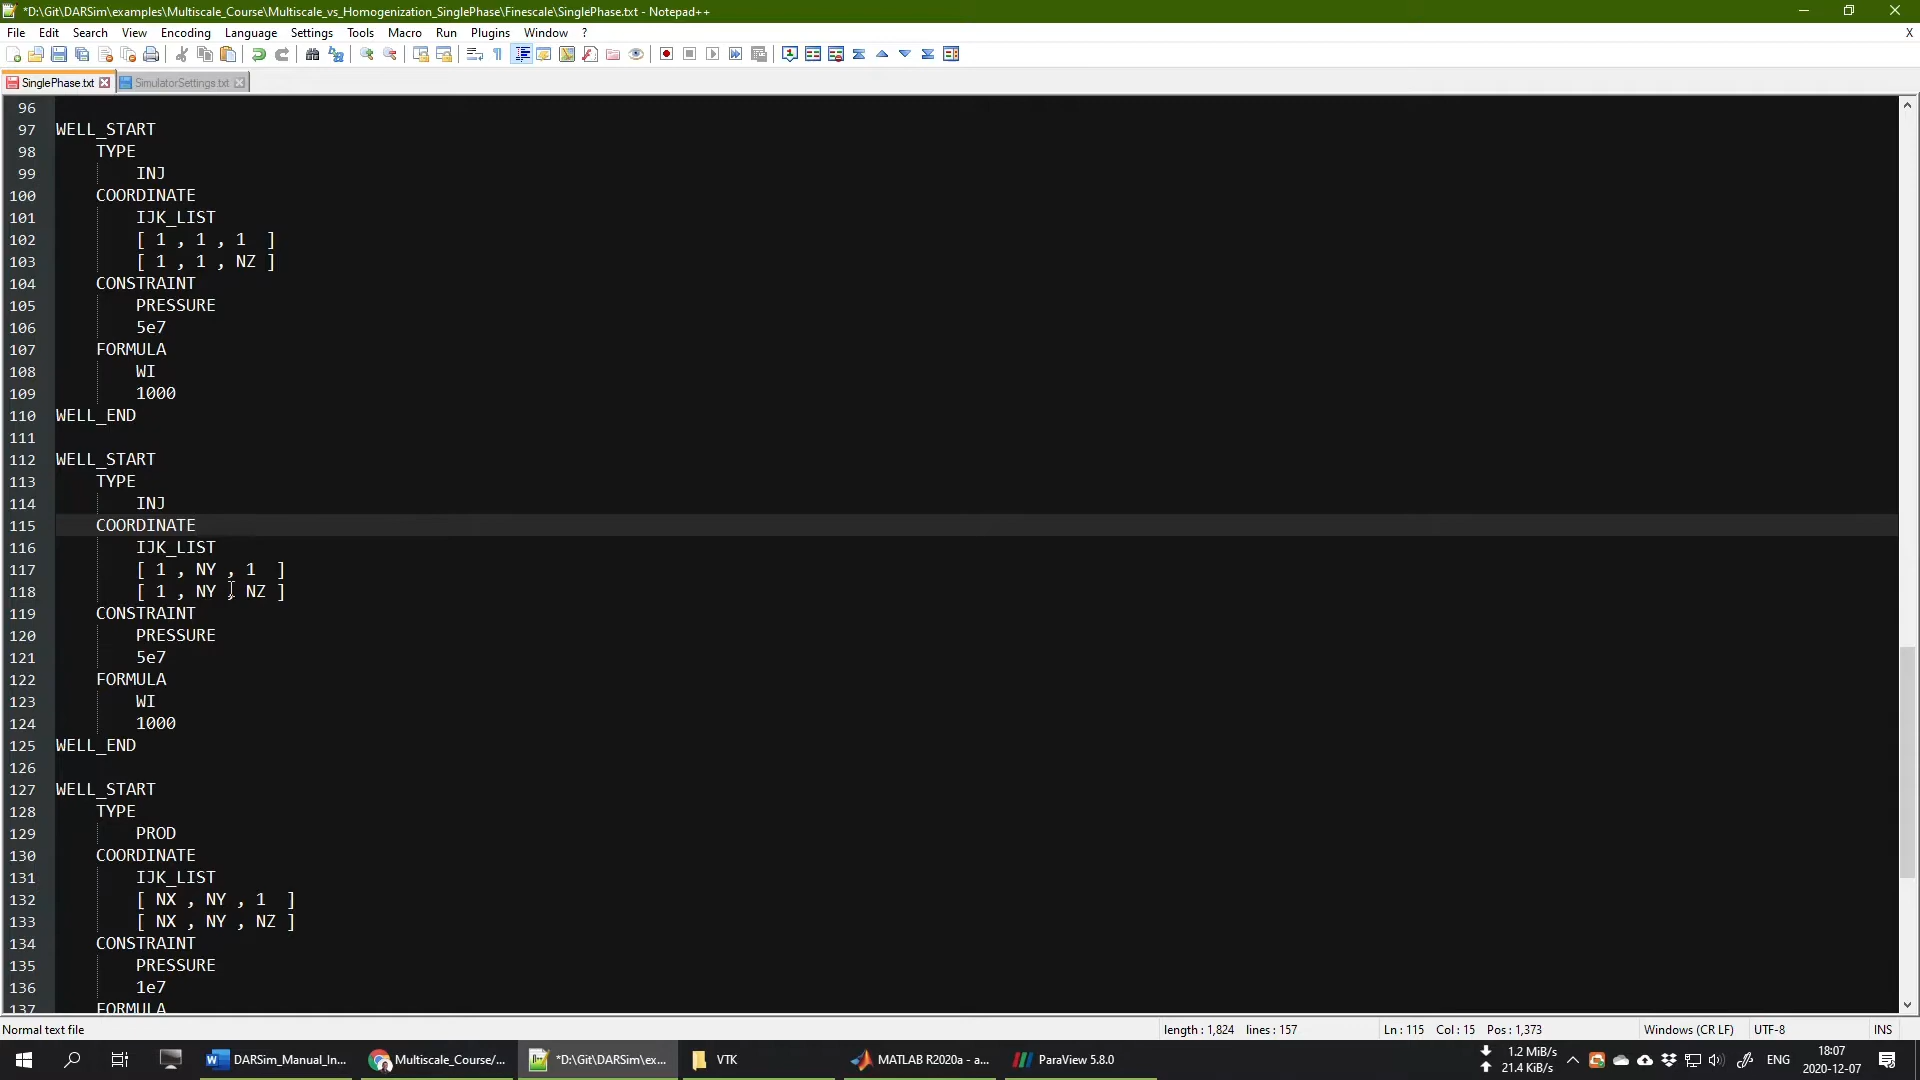 *D:\Git\DARSim\examples\Multiscale_Course\Multiscale_vs_Homogenization_SinglePhase\Finescale\SinglePhase.txt - Notepad++
File Edit Search View Encoding Language Settings Tools Macro Run Plugins Window ? X
SinglePhase.txt SimulatorSettings.txt
96
97 WELL_START
98 TYPE
99 INJ
100 COORDINATE
101 IJK_LIST
102 [ 1 , 1 , 1 ]
103 [ 1 , 1 , NZ ]
104 CONSTRAINT
105 PRESSURE
106 5e7
107 FORMULA
108 WI
109 1000
110 WELL_END
111
112 WELL_START
113 TYPE
114 INJ
115 COORDINATE
116 IJK_LIST
117 [ 1 , NY , 1 ]
118 [ 1 , NY , NZ ]
119 CONSTRAINT
120 PRESSURE
121 5e7
122 FORMULA
123 WI
124 1000
125 WELL_END
126
127 WELL_START
128 TYPE
129 PROD
130 COORDINATE
131 IJK_LIST
132 [ NX , NY , 1 ]
133 [ NX , NY , NZ ]
134 CONSTRAINT
135 PRESSURE
136 1e7
137 FORMULA
Normal text file length : 1,824 lines : 157 Ln : 115 Col : 15 Pos : 1,373 Windows (CR LF) UTF-8 INS
DARSim_Manual_In... Multiscale_Course/... *D:\Git\DARSim\ex... VTK MATLAB R2020a - a... ParaView 5.8.0 1.2 MiB/s ENG 18:07
21.4 KiB/s 2020-12-07